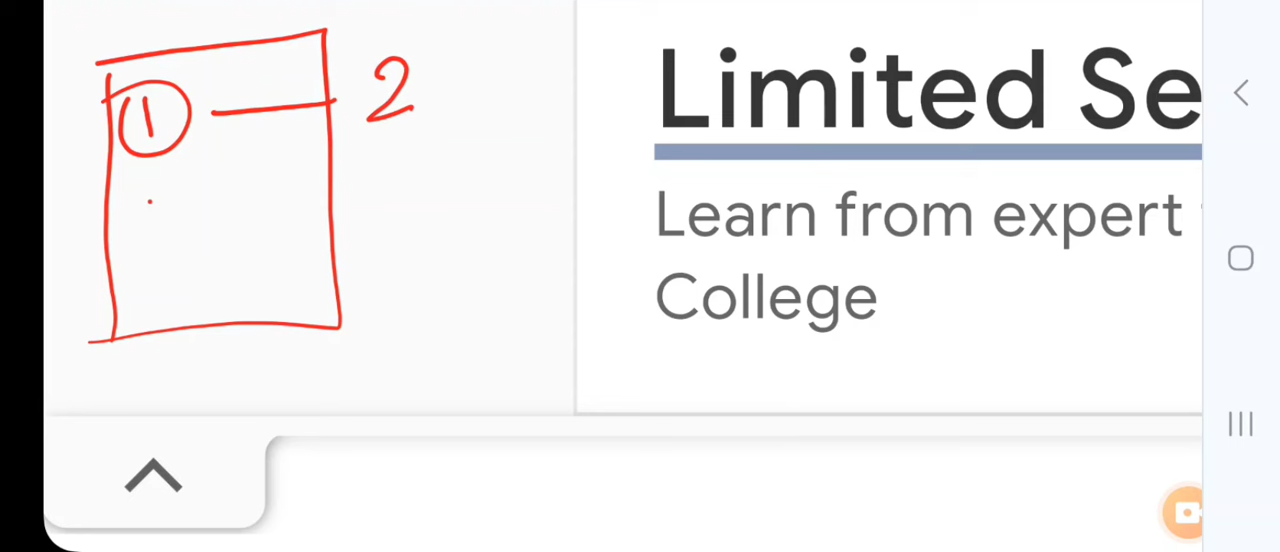 ① — 2
Limited Se
Learn from expert
College